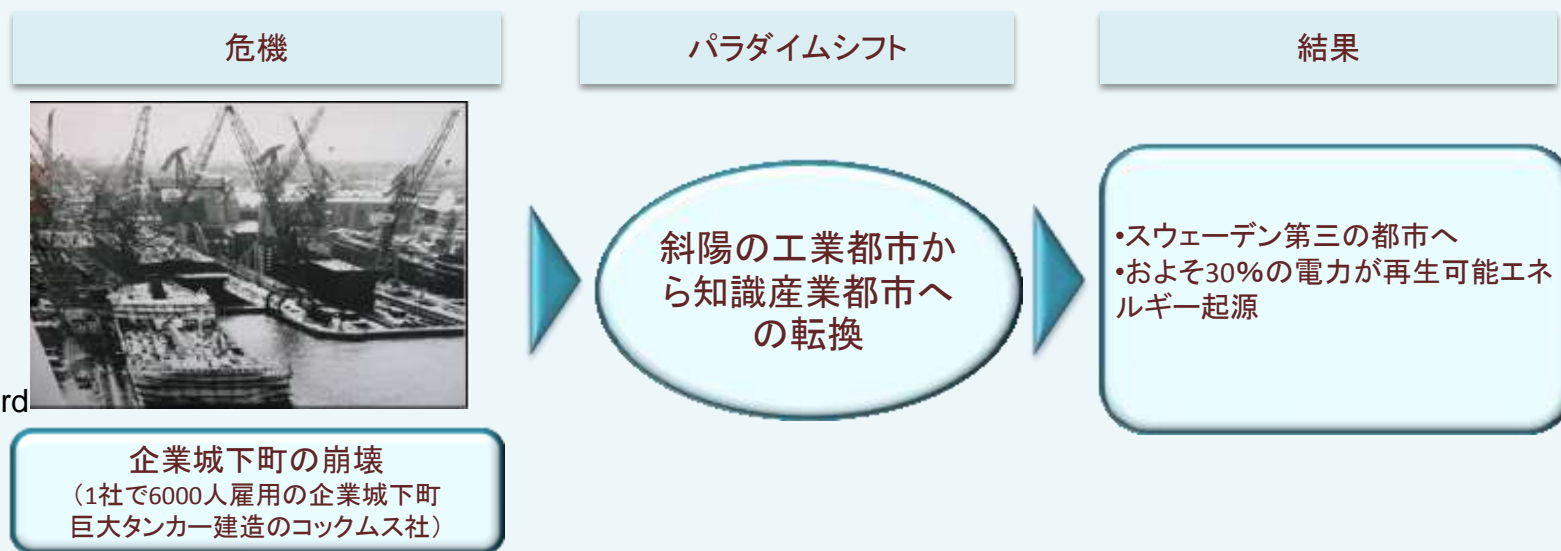 危機
パラダイムシフト
結果
斜陽の工業都市か
ら知識産業都市へ
の転換
•スウェーデン第三の都市へ
•およそ30%の電力が再生可能エネ
ルギー起源
rd
企業城下町の崩壊
（1社で6000人雇用の企業城下町
巨大タンカー建造のコックムス社）